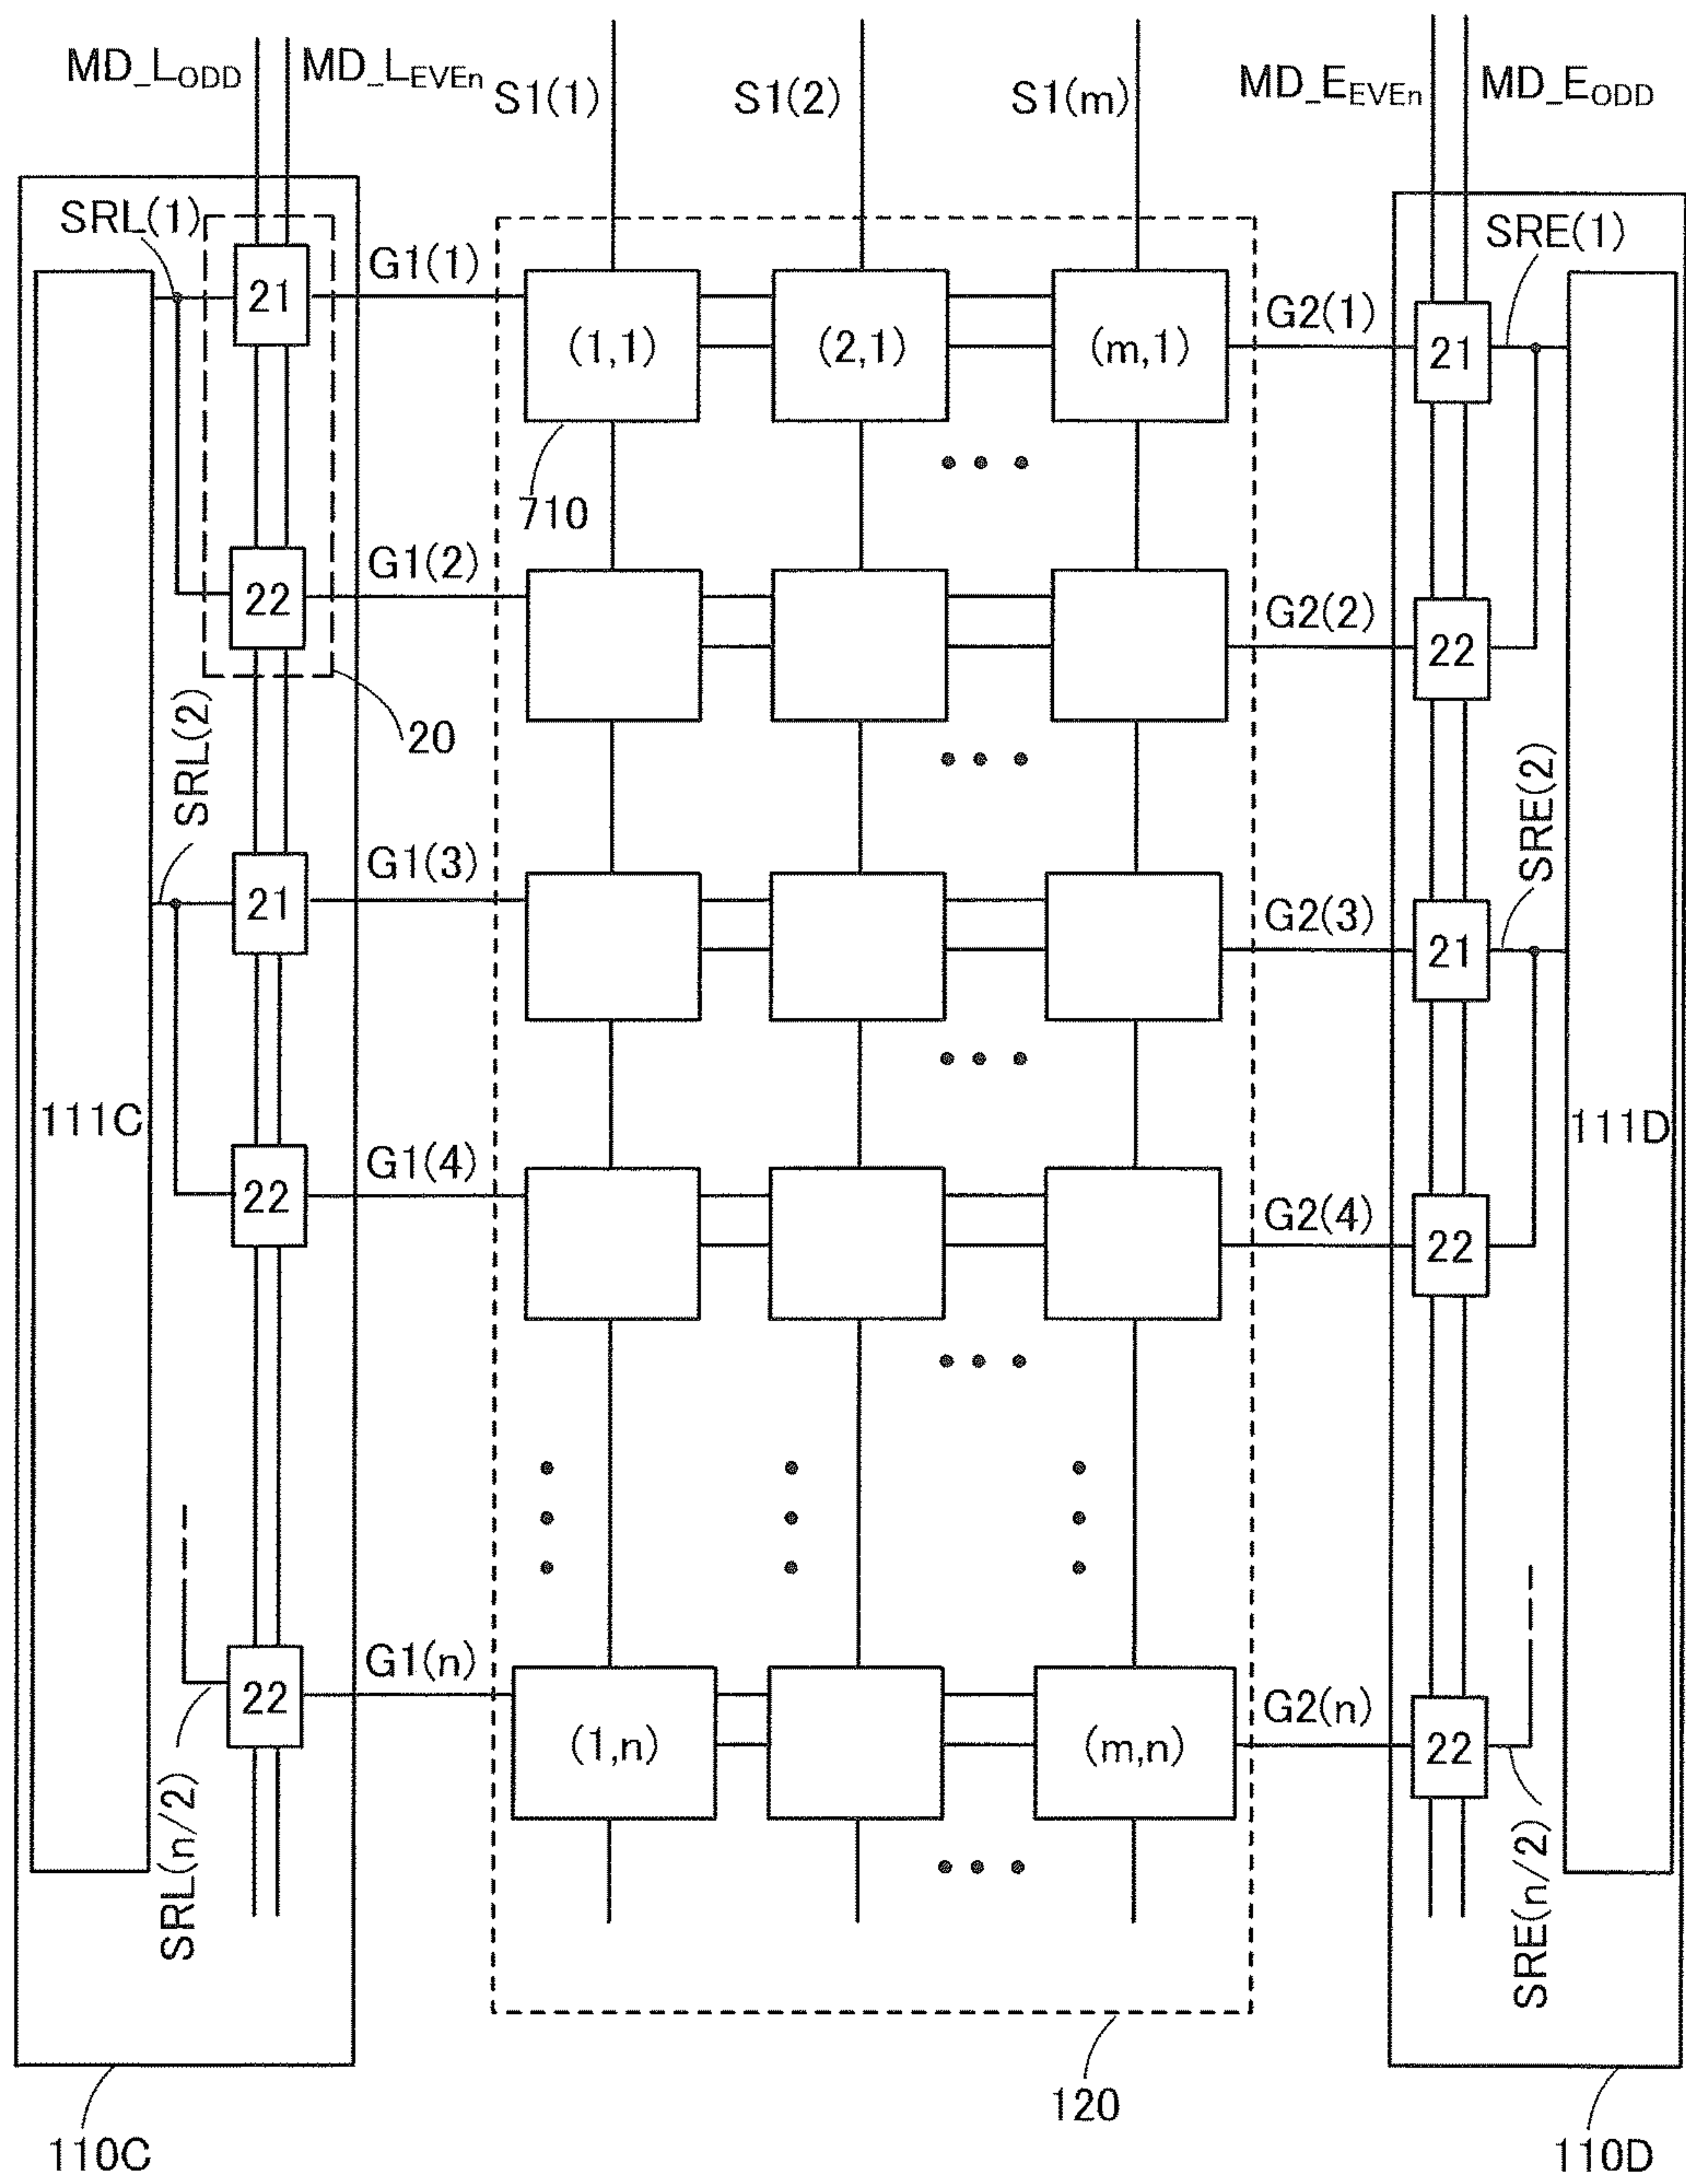 MD_LODD MD_LEVEn S1(1) S1(2) S1(m) MD_EEVEn MD_EODD
SRL(1) 21 G1(1) (1,1) (2,1) (m,1) G2(1) 21 SRE(1)
710
22 G1(2) G2(2) 22
20
SRL(2) 21 G1(3) G2(3) 21 SRE(2)
111C 111D
22 G1(4) G2(4) 22
22 G1(n) (1,n) (m,n) G2(n) 22
SRL(n/2) SRE(n/2)
120
110C 110D